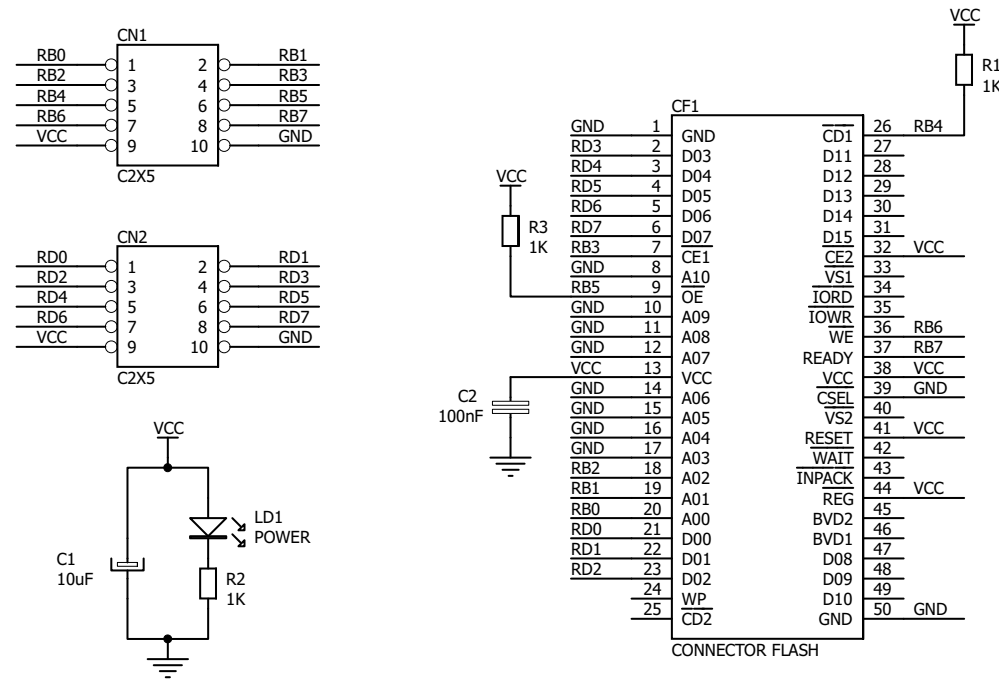 CN1
RB0 1 2 RB1
RB2 3 4 RB3
RB4 5 6 RB5
RB6 7 8 RB7
VCC 9 10 GND
C2X5
CN2
RD0 1 2 RD1
RD2 3 4 RD3
RD4 5 6 RD5
RD6 7 8 RD7
VCC 9 10 GND
C2X5
VCC
LD1
POWER
C1
10uF
R2
1K
VCC
R3
1K
C2
100nF
VCC
R1
1K
CF1
GND 1 GND CD1 26 RB4
RD3 2 D03 D11 27
RD4 3 D04 D12 28
RD5 4 D05 D13 29
RD6 5 D06 D14 30
RD7 6 D07 D15 31
RB3 7 CE1 CE2 32 VCC
GND 8 A10 VS1 33
RB5 9 OE IORD 34
GND 10 A09 IOWR 35
GND 11 A08 WE 36 RB6
GND 12 A07 READY 37 RB7
VCC 13 VCC VCC 38 VCC
GND 14 A06 CSEL 39 GND
GND 15 A05 VS2 40
GND 16 A04 RESET 41 VCC
GND 17 A03 WAIT 42
RB2 18 A02 INPACK 43
RB1 19 A01 REG 44 VCC
RB0 20 A00 BVD2 45
RD0 21 D00 BVD1 46
RD1 22 D01 D08 47
RD2 23 D02 D09 48
24 WP D10 49
25 CD2 GND 50 GND
CONNECTOR FLASH